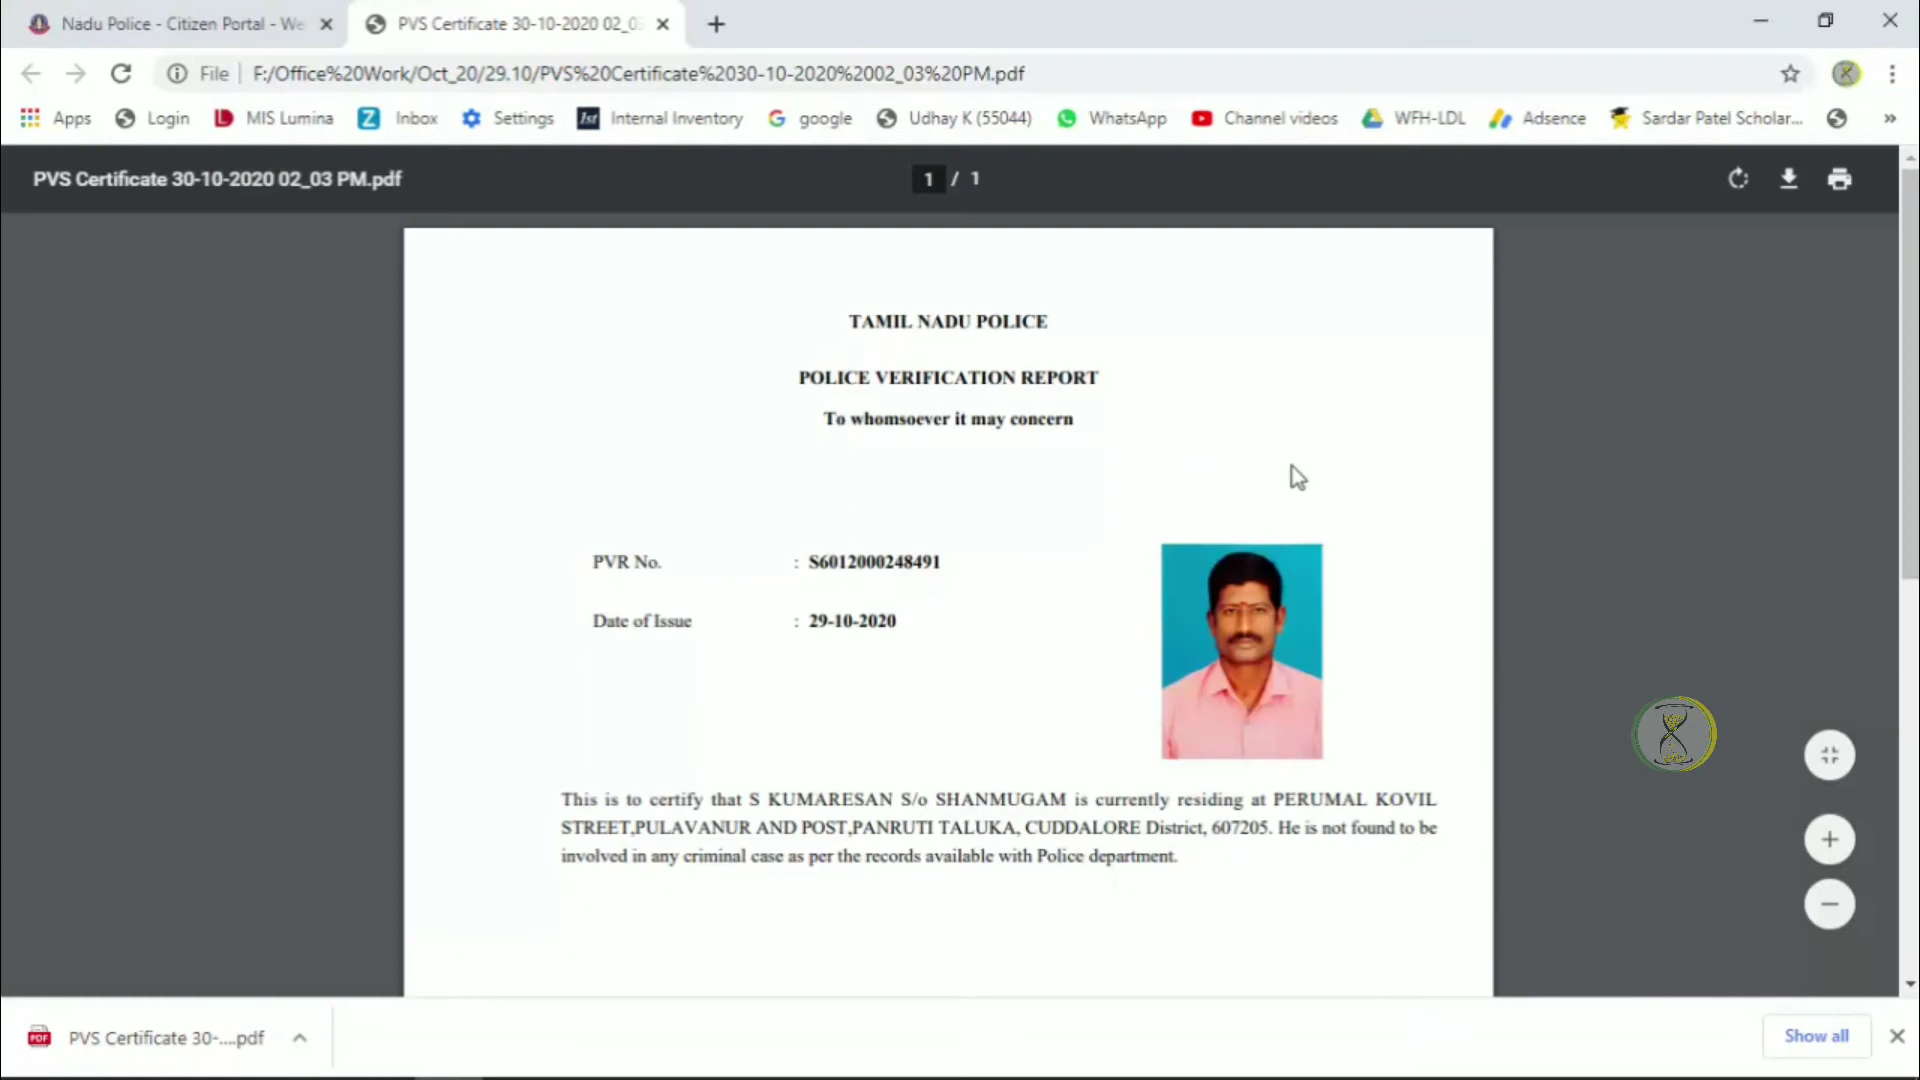 Nadu Police - Citizen Portal - We
PVS Certificate 30-10-2020 02_03
File
F:/Office%20Work/Oct_20/29.10/PVS%20Certificate%2030-10-2020%2002_03%20PM.pdf
Apps Login MIS Lumina Inbox Settings 1st Internal Inventory google Udhay K (55044) WhatsApp Channel videos WFH-LDL Adsence Sardar Patel Scholar...
PVS Certificate 30-10-2020 02_03 PM.pdf
1 / 1
TAMIL NADU POLICE
POLICE VERIFICATION REPORT
To whomsoever it may concern
PVR No. : S6012000248491
Date of Issue : 29-10-2020
This is to certify that S KUMARESAN S/o SHANMUGAM is currently residing at PERUMAL KOVIL
STREET,PULAVANUR AND POST,PANRUTI TALUKA, CUDDALORE District, 607205. He is not found to be
involved in any criminal case as per the records available with Police department.
PDF
PVS Certificate 30-....pdf
Show all